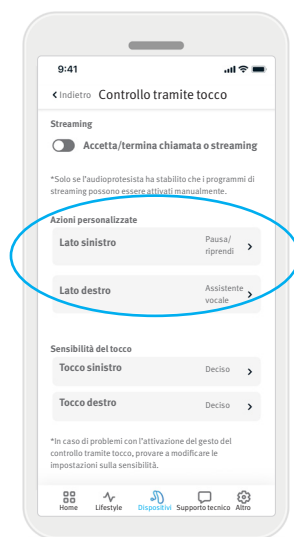 9:41
Indietro Controllo tramite tocco
Streaming
Accetta/termina chiamata o streaming
*Solo se l'audioprotesista ha stabilito che i programmi di
streaming possono essere attivati manualmente.
Azioni personalizzate
Lato sinistro Pausa/
riprendi
Lato destro Assistente
vocale
Sensibilità del tocco
Tocco sinistro Deciso
Tocco destro Deciso
*In caso di problemi con l'attivazione del gesto del
controllo tramite tocco, provare a modificare le
impostazioni sulla sensibilità.
Home Lifestyle Dispositivi Supporto tecnico Altro